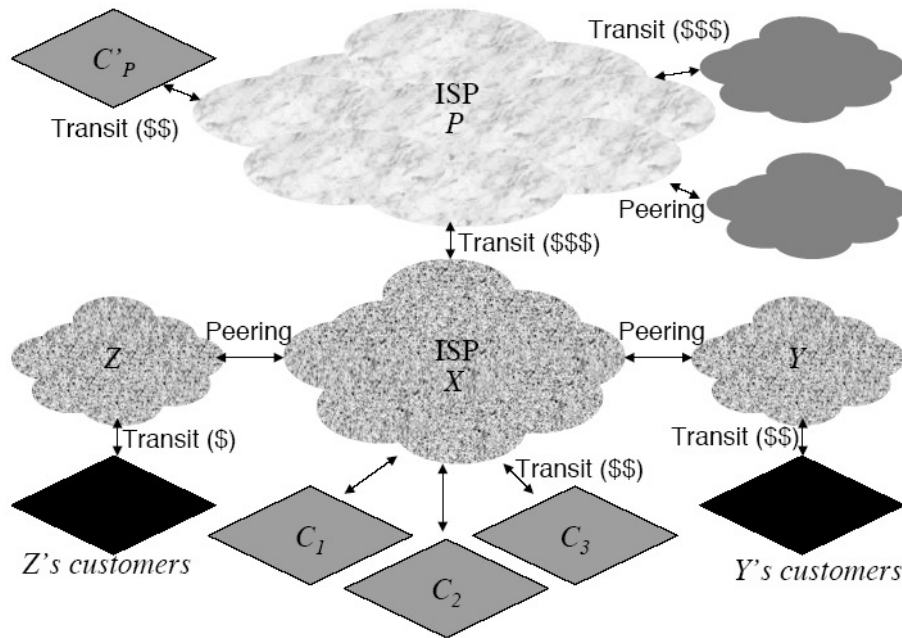 C'P
Transit ($$)
ISP
P
Transit ($$$)
Peering
Transit ($$$)
Z
Peering
ISP
X
Peering
Y
Transit ($)
Transit ($$)
Transit ($$)
C1
C2
C3
Z's customers
Y's customers